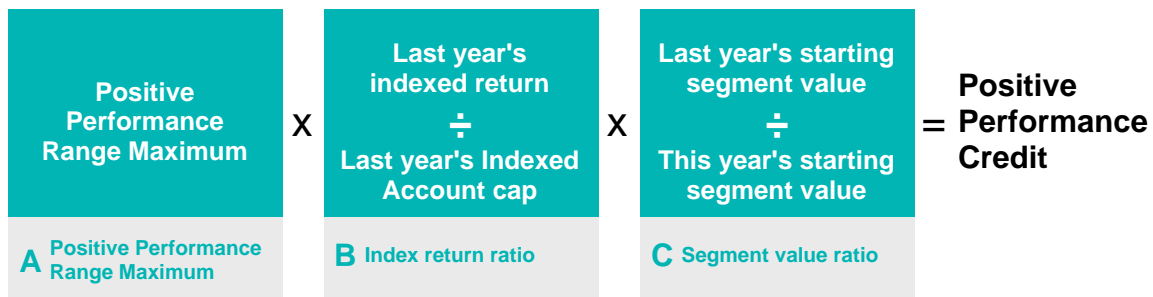 Positive
Performance
Range Maximum
x
Last year's
indexed return
÷
Last year's Indexed
Account cap
x
Last year's starting
segment value
÷
This year's starting
segment value
=
Positive
Performance
Credit
A Positive Performance
Range Maximum
B Index return ratio
C Segment value ratio